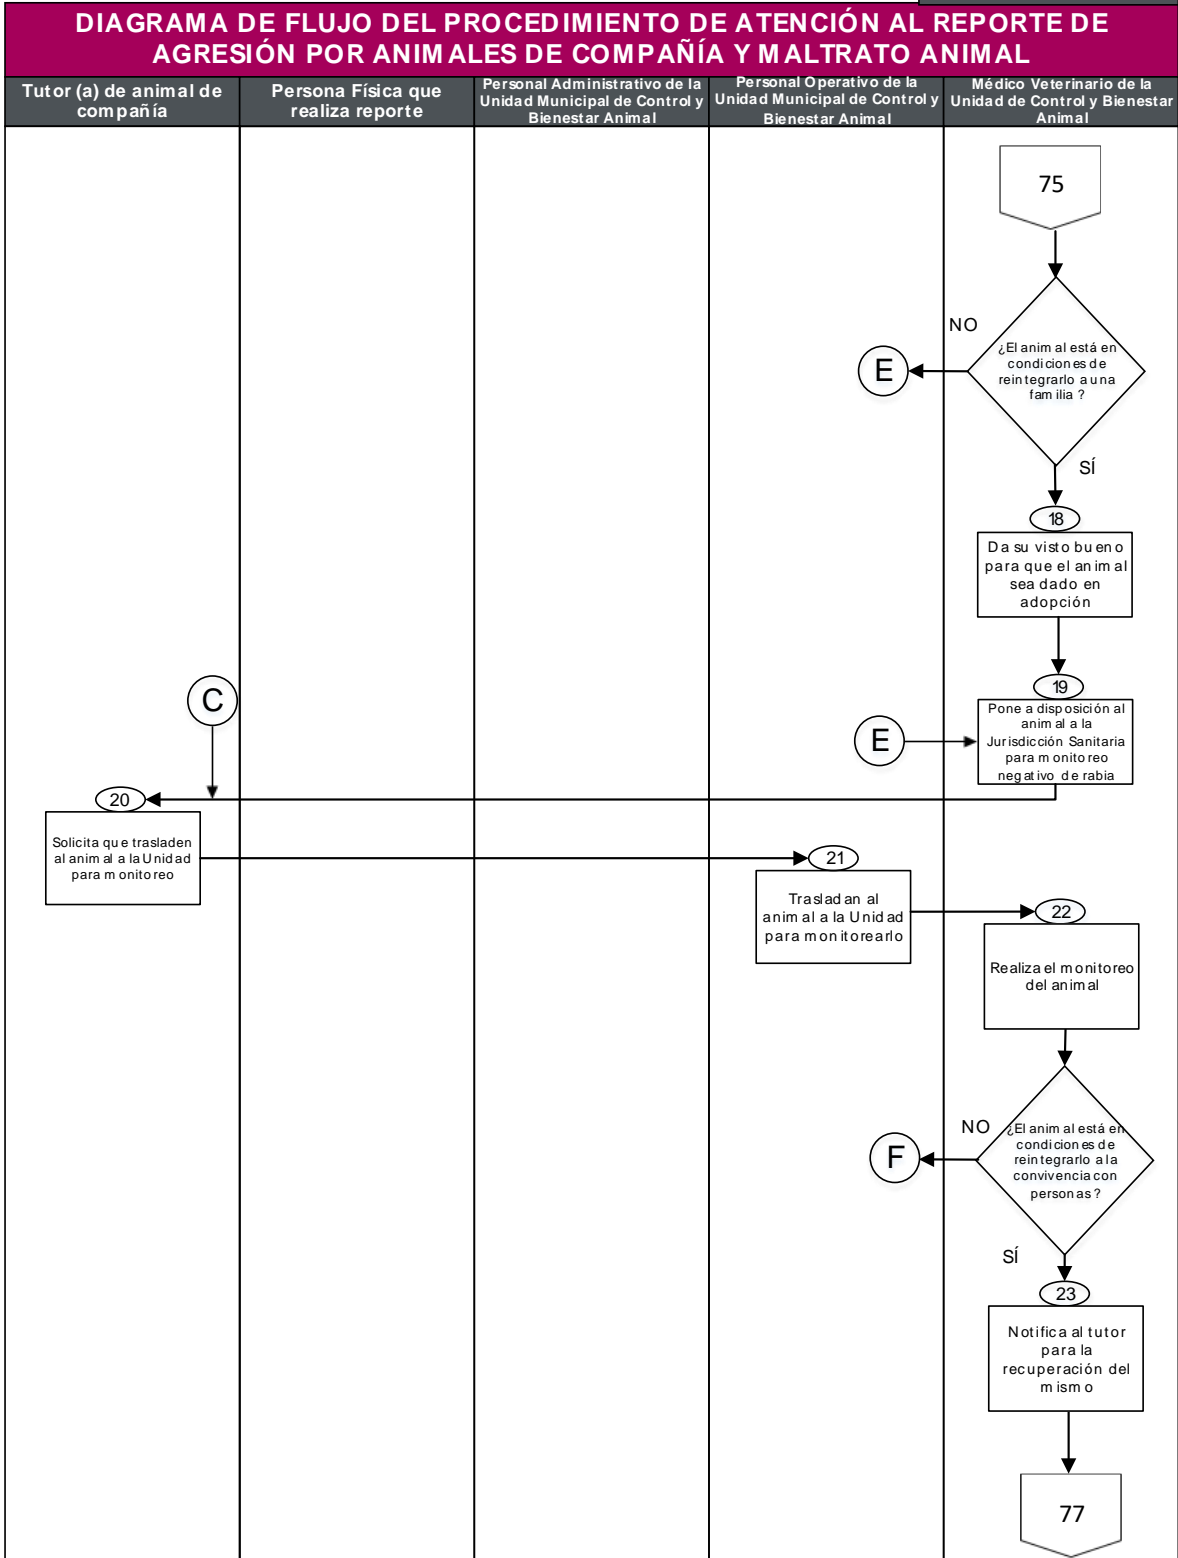 DIAGRAMA DE FLUJO DEL PROCEDIMIENTO DE ATENCIÓN AL REPORTE DE
AGRESIÓN POR ANIMALES DE COMPAÑÍA Y MALTRATO ANIMAL
Tutor (a) de animal de
compañía
Persona Física que
realiza reporte
Personal Administrativo de la
Unidad Municipal de Control y
Bienestar Animal
Personal Operativo de la
Unidad Municipal de Control y
Bienestar Animal
Médico Veterinario de la
Unidad de Control y Bienestar
Animal
75
NO
¿El animal está en
condiciones de
reintegrarlo a una
familia ?
E
SÍ
18
Da su visto bueno
para que el animal
sea dado en
adopción
C
19
E
Pone a disposición al
animal a la
Jurisdicción Sanitaria
para monitoreo
negativo de rabia
20
Solicita que trasladen
al animal a la Unidad
para monitoreo
21
Trasladan al
animal a la Unidad
para monitorearlo
22
Realiza el monitoreo
del animal
NO
¿El animal está en
condiciones de
reintegrarlo a la
convivencia con
personas ?
F
SÍ
23
Notifica al tutor
para la
recuperación del
mismo
77